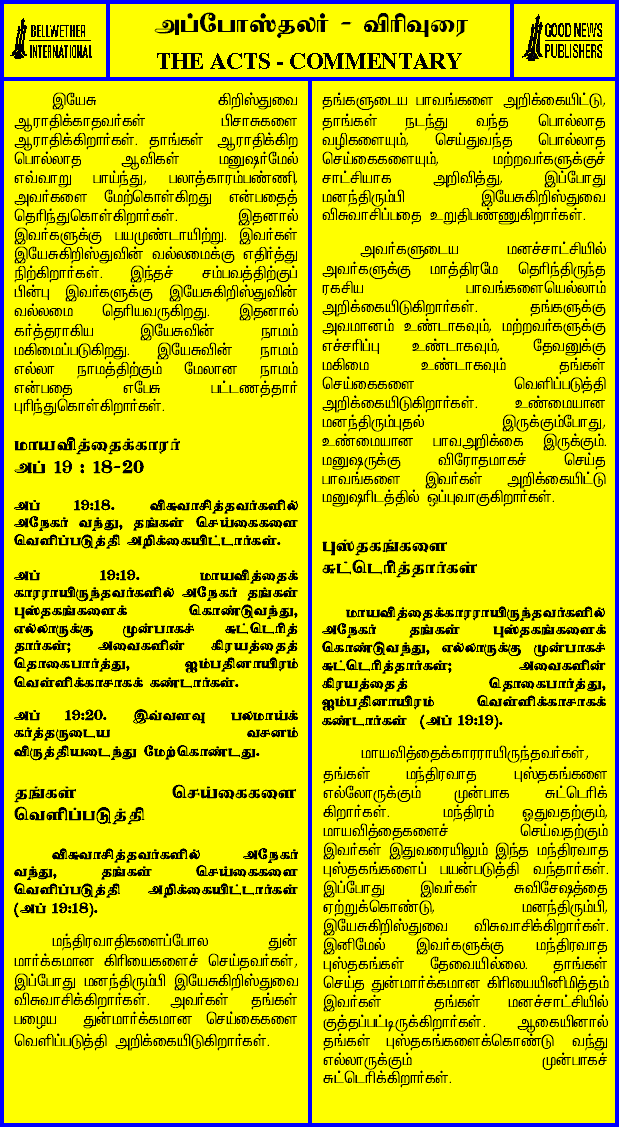 BELLWETHER
INTERNATIONAL
அப்போஸ்தலர் - விரிவுரை
THE ACTS - COMMENTARY
GOOD NEWS
PUBLISHERS
இயேசு கிறிஸ்துவை
ஆராதிக்காதவர்கள் பிசாசுகளை
ஆராதிக்கிறார்கள். தாங்கள் ஆராதிக்கிற
பொல்லாத ஆவிகள் மனுஷர்மேல்
எவ்வாறு பாய்ந்து, பலாத்காரம்பண்ணி,
அவர்களை மேற்கொள்கிறது என்பதைத்
தெரிந்துகொள்கிறார்கள். இதனால்
இவர்களுக்கு பயமுண்டாயிற்று. இவர்கள்
இயேசுகிறிஸ்துவின் வல்லமைக்கு எதிர்த்து
நிற்கிறார்கள். இந்தச் சம்பவத்திற்குப்
பின்பு இவர்களுக்கு இயேசுகிறிஸ்துவின்
வல்லமை தெரியவருகிறது. இதனால்
கர்த்தராகிய இயேசுவின் நாமம்
மகிமைப்படுகிறது. இயேசுவின் நாமம்
எல்லா நாமத்திற்கும் மேலான நாமம்
என்பதை எபேசு பட்டணத்தார்
புரிந்துகொள்கிறார்கள்.
மாயவித்தைக்காரர்
அப் 19 : 18-20
அப் 19:18. விசுவாசித்தவர்களில்
அநேகர் வந்து, தங்கள் செய்கைகளை
வெளிப்படுத்தி அறிக்கையிட்டார்கள்.
அப் 19:19. மாயவித்தைக்
காரராயிருந்தவர்களில் அநேகர் தங்கள்
புஸ்தகங்களைக் கொண்டுவந்து,
எல்லாருக்கு முன்பாகச் சுட்டெரித்
தார்கள்; அவைகளின் கிரயத்தைத்
தொகைபார்த்து, ஐம்பதினாயிரம்
வெள்ளிக்காசாகக் கண்டார்கள்.
அப் 19:20. இவ்வளவு பலமாய்க்
கர்த்தருடைய வசனம்
விருத்தியடைந்து மேற்கொண்டது.
தங்கள் செய்கைகளை
வெளிப்படுத்தி
விசுவாசித்தவர்களில் அநேகர்
வந்து, தங்கள் செய்கைகளை
வெளிப்படுத்தி அறிக்கையிட்டார்கள்
(அப் 19:18).
மந்திரவாதிகளைப்போல துன்
மார்க்கமான கிரியைகளைச் செய்தவர்கள்,
இப்போது மனந்திரும்பி இயேசுகிறிஸ்துவை
விசுவாசிக்கிறார்கள். அவர்கள் தங்கள்
பழைய துன்மார்க்கமான செய்கைகளை
வெளிப்படுத்தி அறிக்கையிடுகிறார்கள்.
தங்களுடைய பாவங்களை அறிக்கையிட்டு,
தாங்கள் நடந்து வந்த பொல்லாத
வழிகளையும், செய்துவந்த பொல்லாத
செய்கைகளையும், மற்றவர்களுக்குச்
சாட்சியாக அறிவித்து, இப்போது
மனந்திரும்பி இயேசுகிறிஸ்துவை
விசுவாசிப்பதை உறுதிபண்ணுகிறார்கள்.
அவர்களுடைய மனச்சாட்சியில்
அவர்களுக்கு மாத்திரமே தெரிந்திருந்த
ரகசிய பாவங்களையெல்லாம்
அறிக்கையிடுகிறார்கள். தங்களுக்கு
அவமானம் உண்டாகவும், மற்றவர்களுக்கு
எச்சரிப்பு உண்டாகவும், தேவனுக்கு
மகிமை உண்டாகவும் தங்கள்
செய்கைகளை வெளிப்படுத்தி
அறிக்கையிடுகிறார்கள். உண்மையான
மனந்திரும்புதல் இருக்கும்போது,
உண்மையான பாவஅறிக்கை இருக்கும்.
மனுஷருக்கு விரோதமாகச் செய்த
பாவங்களை இவர்கள் அறிக்கையிட்டு
மனுஷரிடத்தில் ஒப்புவாகுகிறார்கள்.
புஸ்தகங்களை
சுட்டெரித்தார்கள்
மாயவித்தைக்காரராயிருந்தவர்களில்
அநேகர் தங்கள் புஸ்தகங்களைக்
கொண்டுவந்து, எல்லாருக்கு முன்பாகச்
சுட்டெரித்தார்கள்; அவைகளின்
கிரயத்தைத் தொகைபார்த்து,
ஐம்பதினாயிரம் வெள்ளிக்காசாகக்
கண்டார்கள் (அப் 19:19).
மாயவித்தைக்காரராயிருந்தவர்கள்,
தங்கள் மந்திரவாத புஸ்தகங்களை
எல்லோருக்கும் முன்பாக சுட்டெரிக்
கிறார்கள். மந்திரம் ஓதுவதற்கும்,
மாயவித்தைகளைச் செய்வதற்கும்
இவர்கள் இதுவரையிலும் இந்த மந்திரவாத
புஸ்தகங்களைப் பயன்படுத்தி வந்தார்கள்.
இப்போது இவர்கள் சுவிசேஷத்தை
ஏற்றுக்கொண்டு, மனந்திரும்பி,
இயேசுகிறிஸ்துவை விசுவாசிக்கிறார்கள்.
இனிமேல் இவர்களுக்கு மந்திரவாத
புஸ்தகங்கள் தேவையில்லை. தாங்கள்
செய்த துன்மார்க்கமான கிரியையினிமித்தம்
இவர்கள் தங்கள் மனச்சாட்சியில்
குத்தப்பட்டிருக்கிறார்கள். ஆகையினால்
தங்கள் புஸ்தகங்களைக்கொண்டு வந்து
எல்லாருக்கும் முன்பாகச்
சுட்டெரிக்கிறார்கள்.